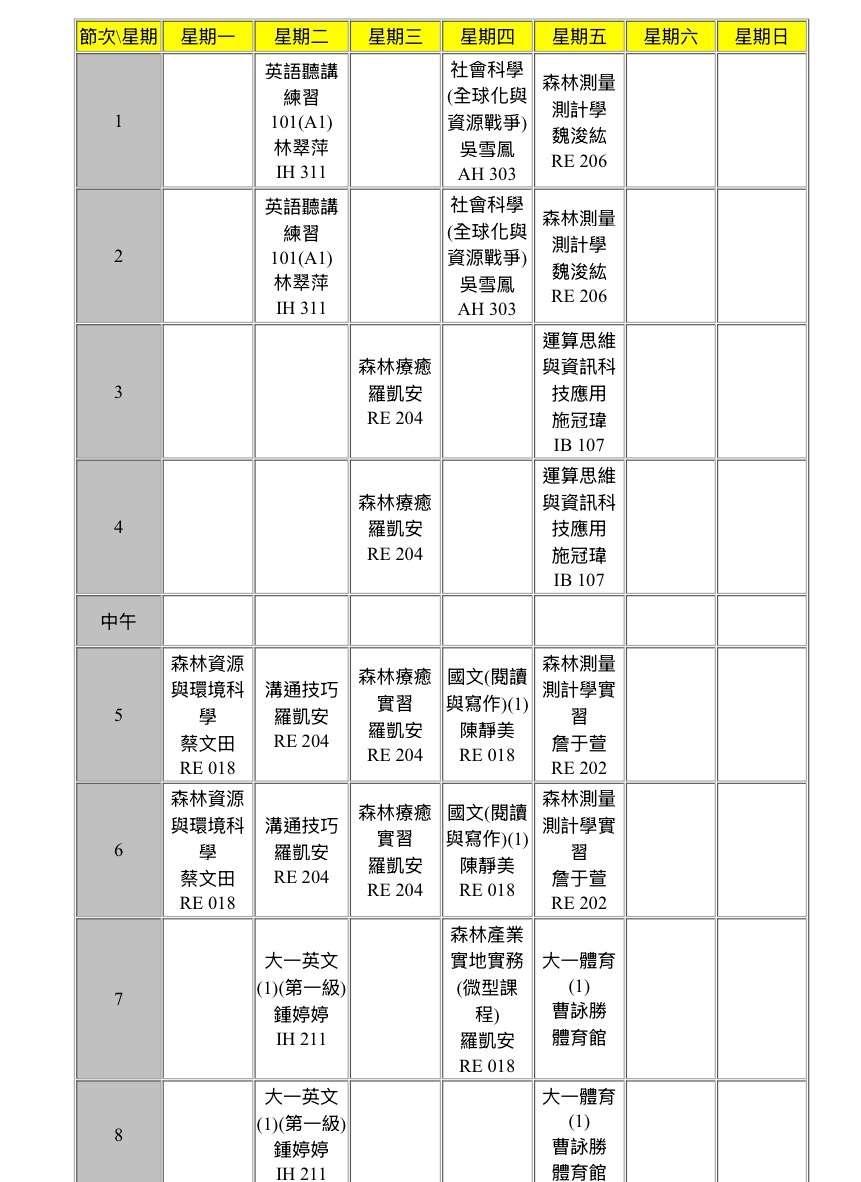 節次\星期 星期一 星期二 星期三 星期四 星期五 星期六 星期日
1
英語聽講
練習
101(A1)
林翠萍
IH 311
社會科學
(全球化與
資源戰爭)
吳雪鳳
AH 303
森林測量
測計學
魏浚紘
RE 206
2
英語聽講
練習
101(A1)
林翠萍
IH 311
社會科學
(全球化與
資源戰爭)
吳雪鳳
AH 303
森林測量
測計學
魏浚紘
RE 206
3
森林療癒
羅凱安
RE 204
運算思維
與資訊科
技應用
施冠瑋
IB 107
4
森林療癒
羅凱安
RE 204
運算思維
與資訊科
技應用
施冠瑋
IB 107
中午
5
森林資源
與環境科
學
蔡文田
RE 018
溝通技巧
羅凱安
RE 204
森林療癒
實習
羅凱安
RE 204
國文(閱讀
與寫作)(1)
陳靜美
RE 018
森林測量
測計學實
習
詹于萱
RE 202
6
森林資源
與環境科
學
蔡文田
RE 018
溝通技巧
羅凱安
RE 204
森林療癒
實習
羅凱安
RE 204
國文(閱讀
與寫作)(1)
陳靜美
RE 018
森林測量
測計學實
習
詹于萱
RE 202
7
大一英文
(1)(第一級)
鍾婷婷
IH 211
森林產業
實地實務
(微型課
程)
羅凱安
RE 018
大一體育
(1)
曹詠勝
體育館
8
大一英文
(1)(第一級)
鍾婷婷
IH 211
大一體育
(1)
曹詠勝
體育館